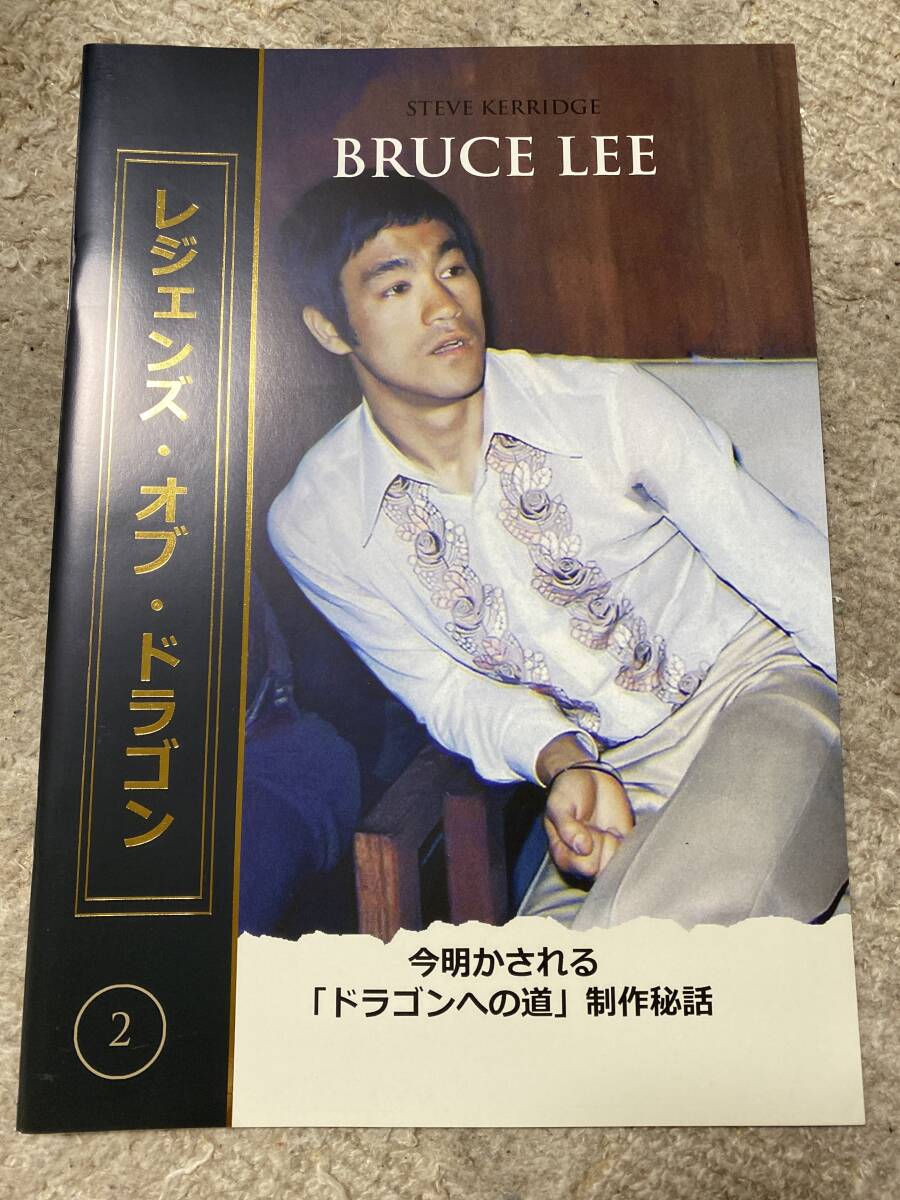 STEVE KERRIDGE
BRUCE LEE
レジェンズ・オブ・ドラゴン
今明かされる
「ドラゴンへの道」制作秘話
2